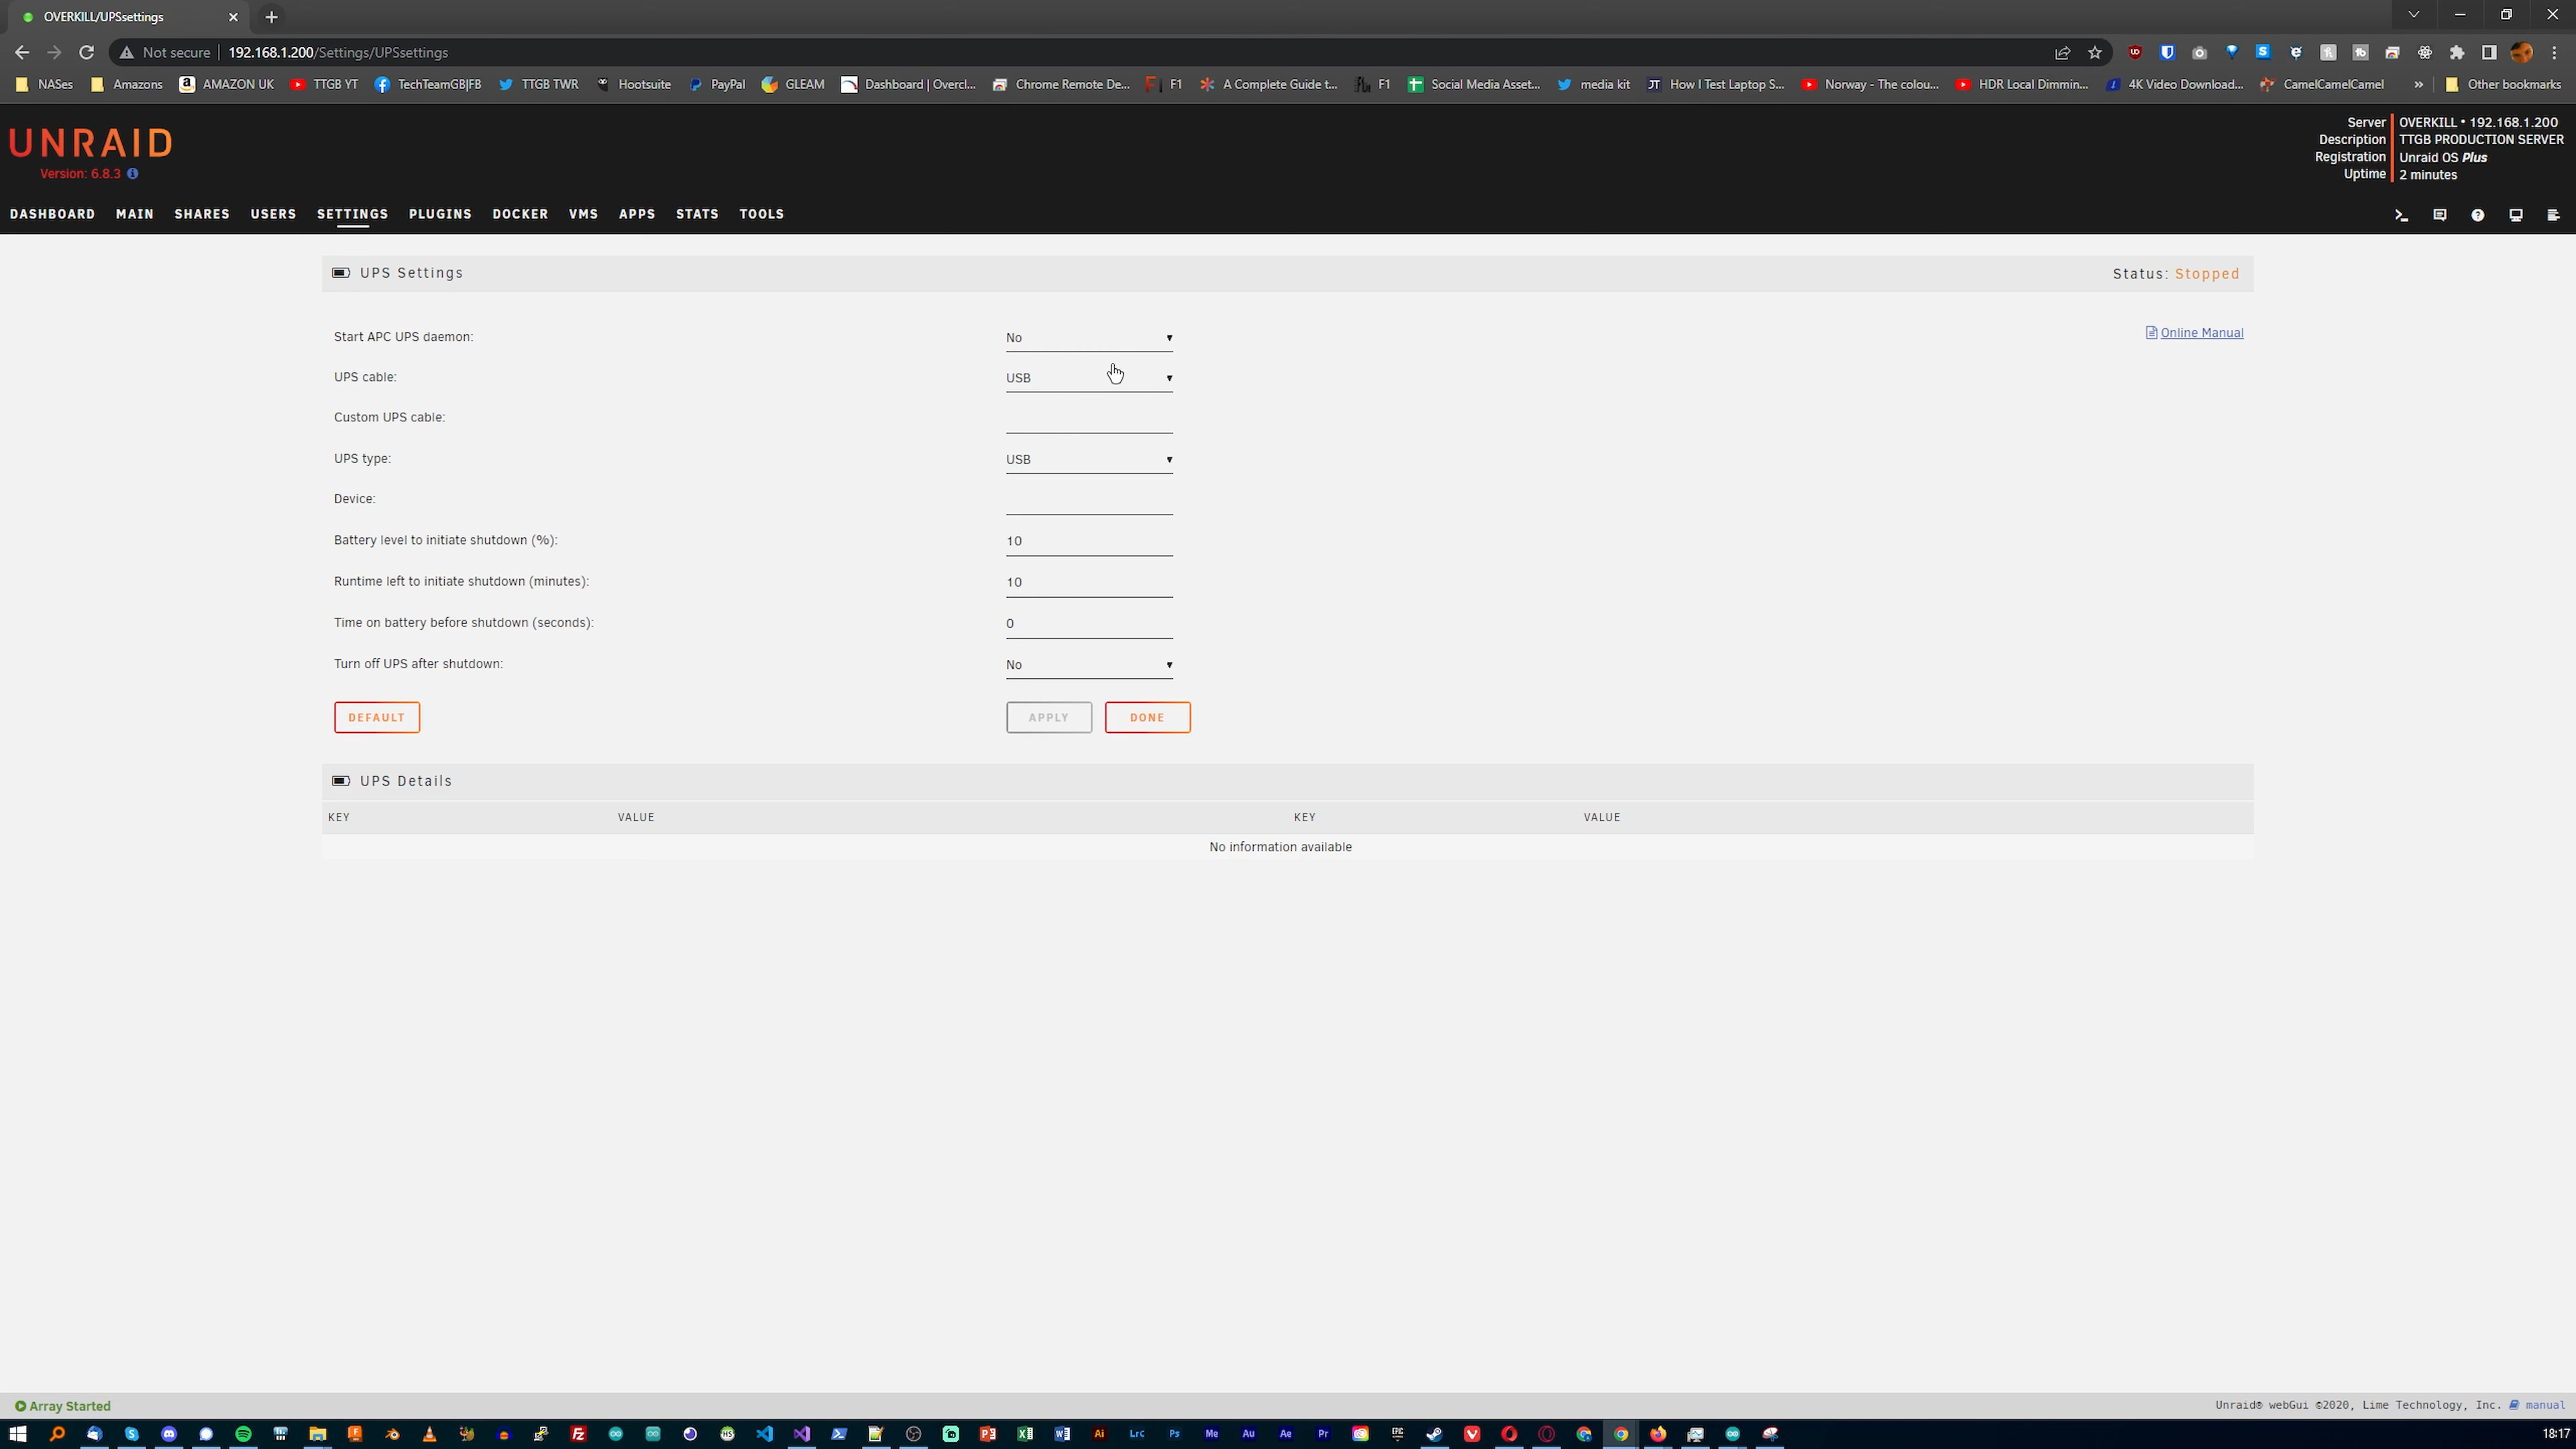 OVERKILL/UPSsettings
Not secure
192.168.1.200/Settings/UPSsettings
NASes
Amazons
AMAZON UK
TTGB YT
TechTeamGB|FB
TTGB TWR
Hootsuite
PayPal
GLEAM
Dashboard | Overcl...
Chrome Remote De...
F1
A Complete Guide t...
F1
Social Media Asset...
media kit
How I Test Laptop S...
Norway - The colou...
HDR Local Dimmin...
4K Video Download...
CamelCamelCamel
»
Other bookmarks
UNRAID
Version: 6.8.3
Server
OVERKILL • 192.168.1.200
Description
TTGB PRODUCTION SERVER
Registration
Unraid OS Plus
Uptime
2 minutes
DASHBOARD MAIN SHARES USERS SETTINGS PLUGINS DOCKER VMS APPS STATS TOOLS
UPS Settings
Status: Stopped
Online Manual
Start APC UPS daemon: No
UPS cable: USB
Custom UPS cable:
UPS type: USB
Device:
Battery level to initiate shutdown (%): 10
Runtime left to initiate shutdown (minutes): 10
Time on battery before shutdown (seconds): 0
Turn off UPS after shutdown: No
DEFAULT
APPLY
DONE
UPS Details
KEY VALUE KEY VALUE
No information available
Array Started
Unraid® webGui ©2020, Lime Technology, Inc. manual
Ai
Lrc
Ps
Me
Au
Ae
Pr
18:17